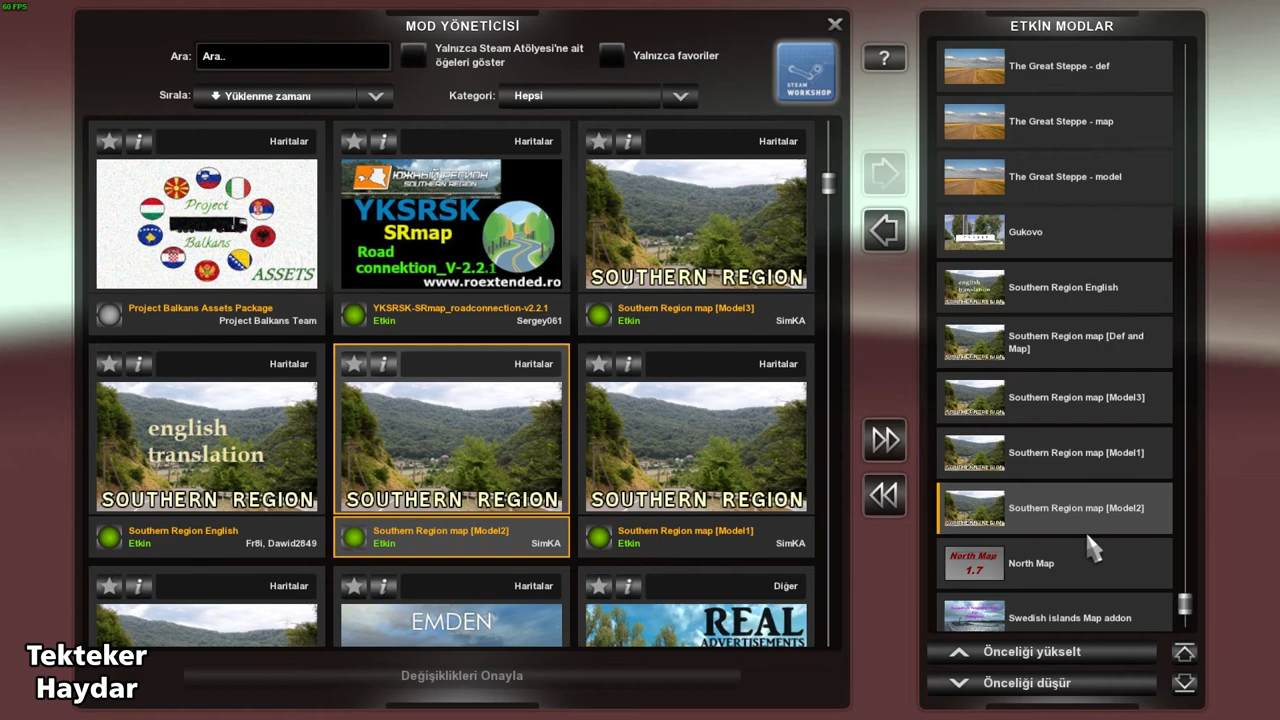 60 FPS
MOD YÖNETİCİSİ
Ara:
Ara..
Yalnızca Steam Atölyesi'ne ait
öğeleri göster
Yalnızca favoriler
STEAM
WORKSHOP
Sırala:
Yüklenme zamanı
Kategori:
Hepsi
Haritalar
Project
Balkans
ASSETS
Project Balkans Assets Package
Project Balkans Team
Haritalar
ЮЖНЫЙ РЕГИОН
SOUTHERN REGION
YKSRSK
SRmap
Road
connektion_V-2.2.1
www.roextended.ro
YKSRSK-SRmap_roadconnection-v2.2.1
Etkin
Sergey061
Haritalar
SOUTHERN REGION
Southern Region map [Model3]
Etkin
SimKA
Haritalar
english
translation
SOUTHERN REGION
Southern Region English
Etkin
Fr8i, Dawid2849
Haritalar
SOUTHERN REGION
Southern Region map [Model2]
Etkin
SimKA
Haritalar
SOUTHERN REGION
Southern Region map [Model1]
Etkin
SimKA
Haritalar
Haritalar
EMDEN
Diğer
REAL
ADVERTISEMENTS
Değişiklikleri Onayla
Tekteker
Haydar
?
ETKİN MODLAR
The Great Steppe - def
The Great Steppe - map
The Great Steppe - model
Gukovo
english
translation
Southern Region English
Southern Region map [Def and
Map]
Southern Region map [Model3]
Southern Region map [Model1]
Southern Region map [Model2]
North Map
1.7
North Map
Swedish islands Map addon
Önceliği yükselt
Önceliği düşür